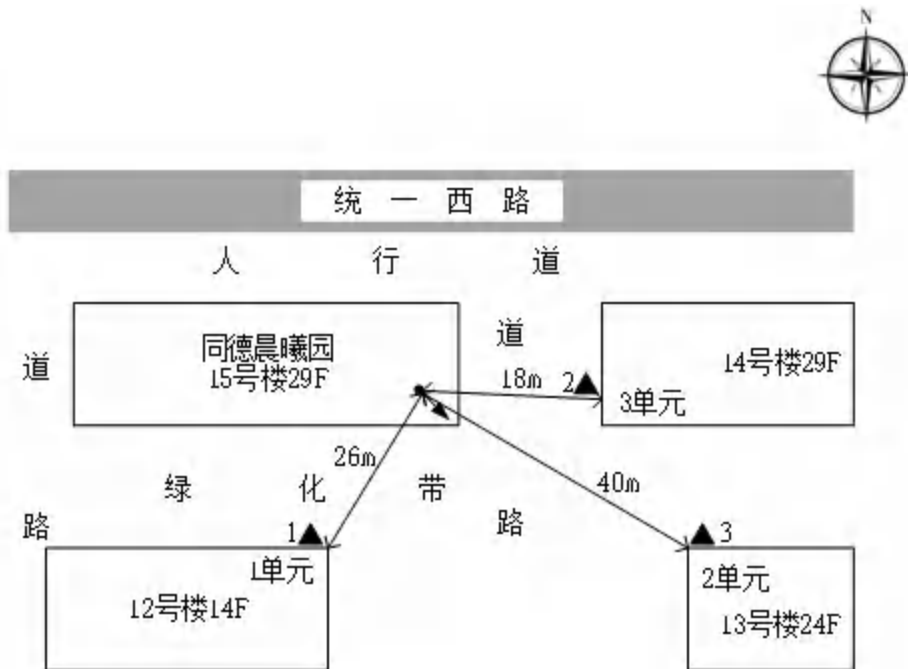 N
统一西路
人行道
同德晨曦园
15号楼29F
道
道
14号楼29F
18m
2
3单元
26m
绿化带
40m
路
路
1
3
1单元
2单元
12号楼14F
13号楼24F